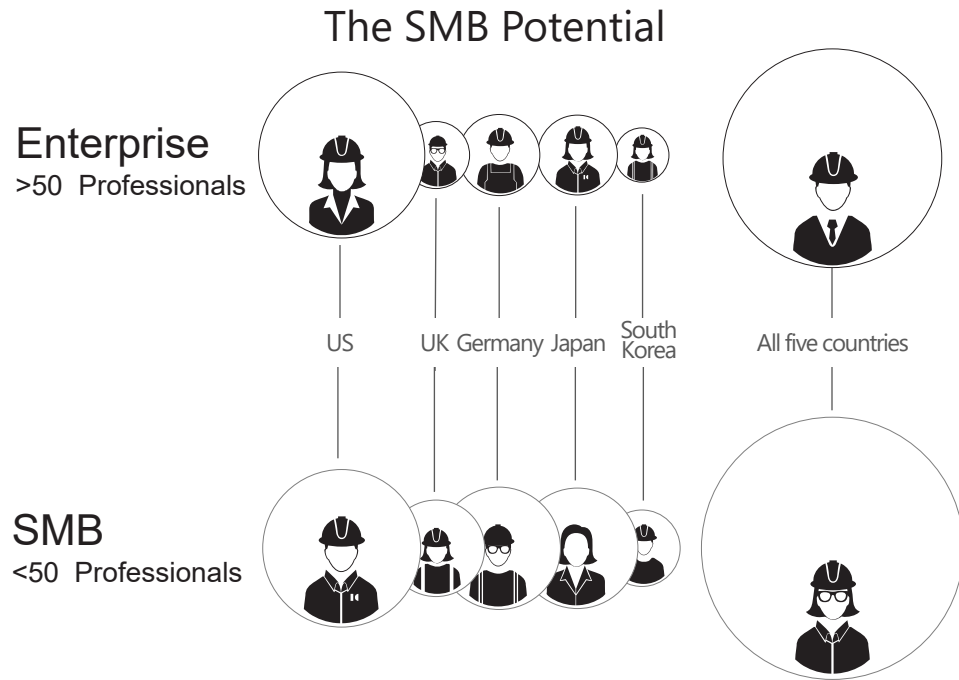 The SMB Potential
Enterprise
>50 Professionals
US
UK
Germany
Japan
South
Korea
All five countries
SMB
<50 Professionals